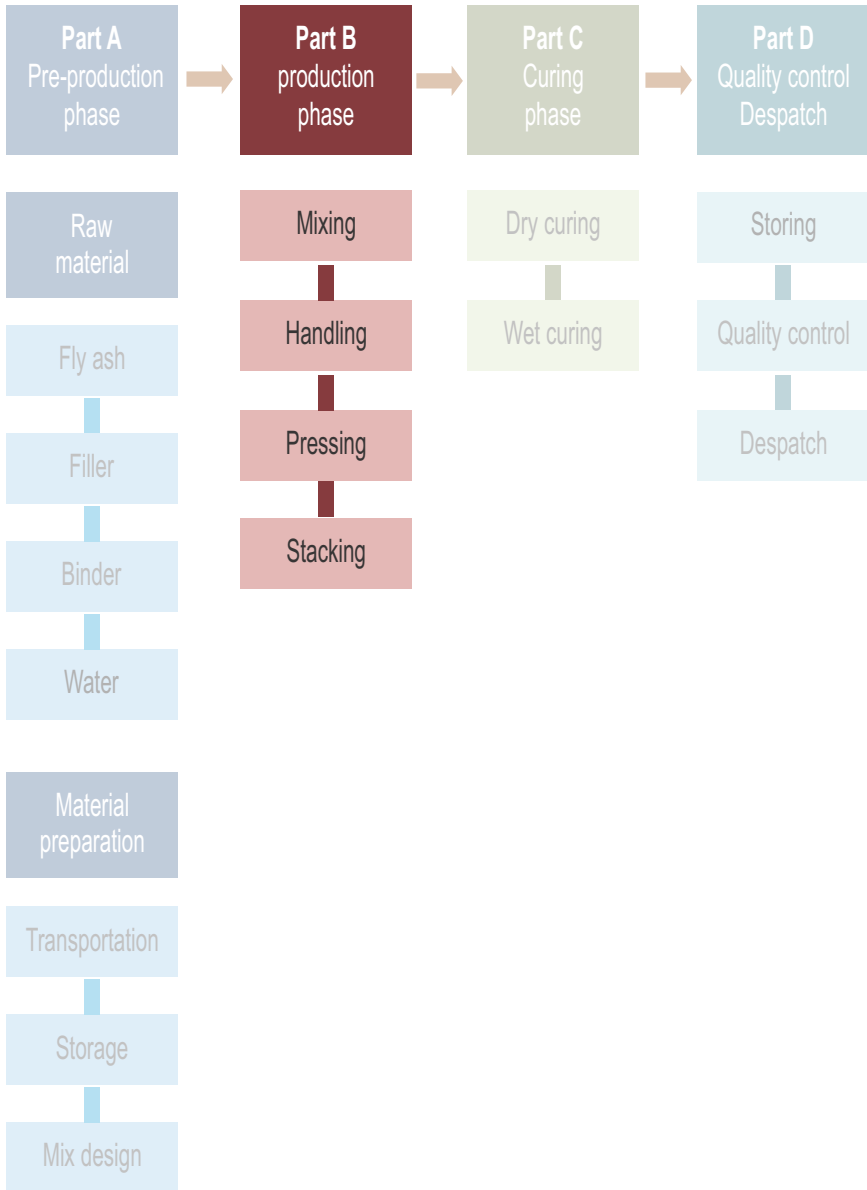 Part A
Pre-production
phase
Part B
production
phase
Part C
Curing
phase
Part D
Quality control
Despatch
Raw
material
Fly ash
Filler
Binder
Water
Material
preparation
Transportation
Storage
Mix design
Mixing
Handling
Pressing
Stacking
Dry curing
Wet curing
Storing
Quality control
Despatch